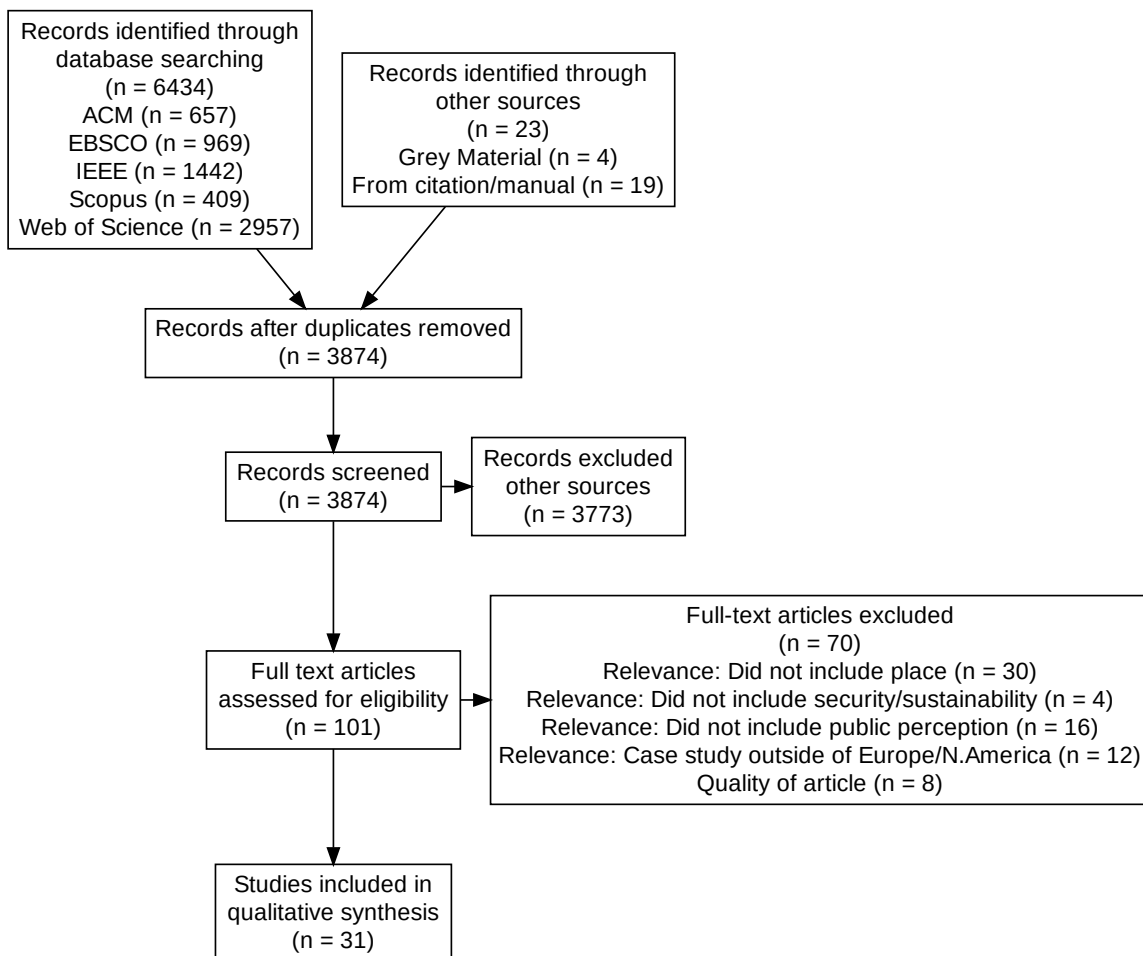 Records identified through
database searching
(n = 6434)
ACM (n = 657)
EBSCO (n = 969)
IEEE (n = 1442)
Scopus (n = 409)
Web of Science (n = 2957)
Records identified through
other sources
(n = 23)
Grey Material (n = 4)
From citation/manual (n = 19)
Records after duplicates removed
(n = 3874)
Records screened
(n = 3874)
Records excluded
other sources
(n = 3773)
Full text articles
assessed for eligibility
(n = 101)
Full-text articles excluded
(n = 70)
Relevance: Did not include place (n = 30)
Relevance: Did not include security/sustainability (n = 4)
Relevance: Did not include public perception (n = 16)
Relevance: Case study outside of Europe/N.America (n = 12)
Quality of article (n = 8)
Studies included in
qualitative synthesis
(n = 31)